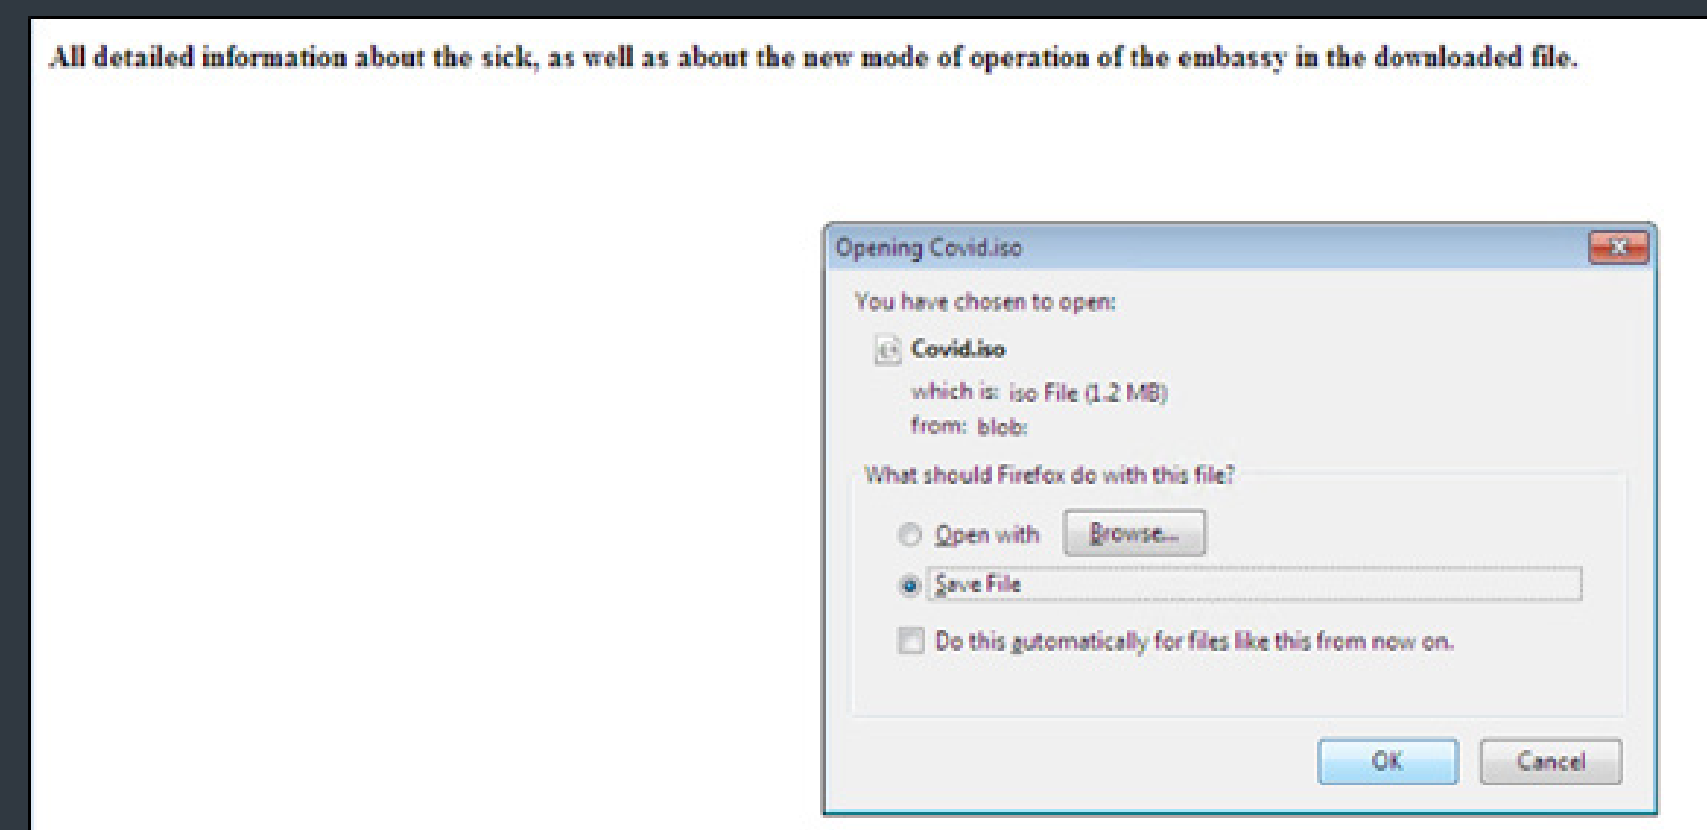 All detailed information about the sick, as well as about the new mode of operation of the embassy in the downloaded file.
Opening Covid.iso
You have chosen to open:
Covid.iso
which is: iso File (1.2 MB)
from: blob:
What should Firefox do with this file?
Open with Browse...
Save File
Do this automatically for files like this from now on.
OK Cancel